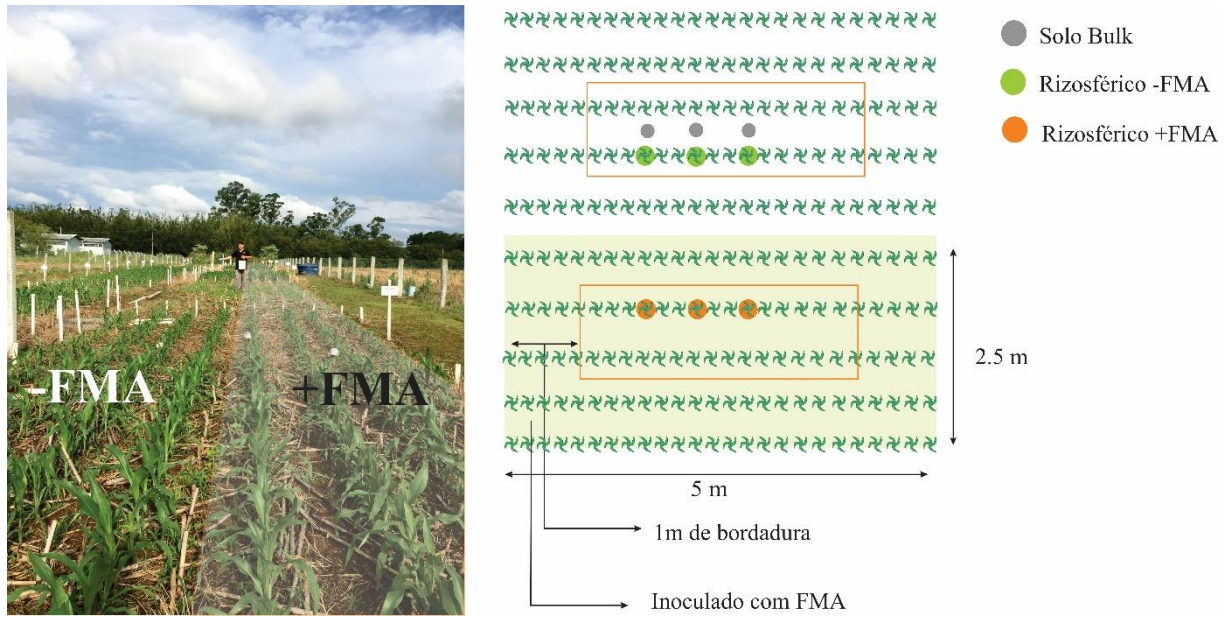 -FMA
+FMA
Solo Bulk
Rizosférico -FMA
Rizosférico +FMA
2.5 m
5 m
1m de bordadura
Inoculado com FMA